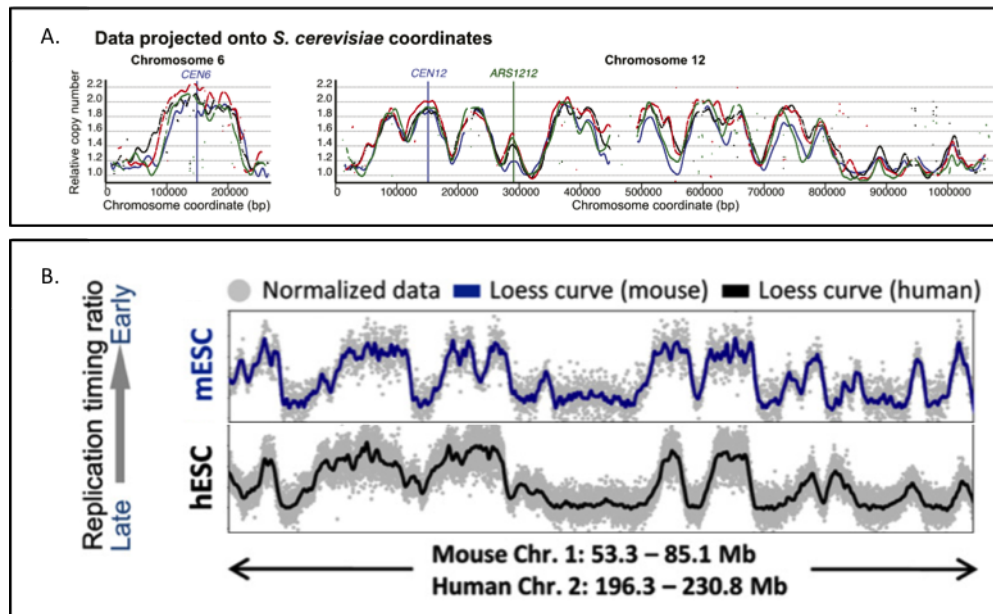 A. Data projected onto S. cerevisiae coordinates
Chromosome 6
Chromosome 12
CEN6
CEN12
ARS1212
Relative copy number
2.2
2.0
1.8
1.6
1.4
1.2
1.0
0 100000 200000
0 100000 200000 300000 400000 500000 600000 700000 800000 900000 1000000
Chromosome coordinate (bp)
Chromosome coordinate (bp)
2.2
2.0
1.8
1.6
1.4
1.2
1.0
B.
Replication timing ratio
Late Early
Normalized data Loess curve (mouse) Loess curve (human)
mESC
hESC
Mouse Chr. 1: 53.3 – 85.1 Mb
Human Chr. 2: 196.3 – 230.8 Mb